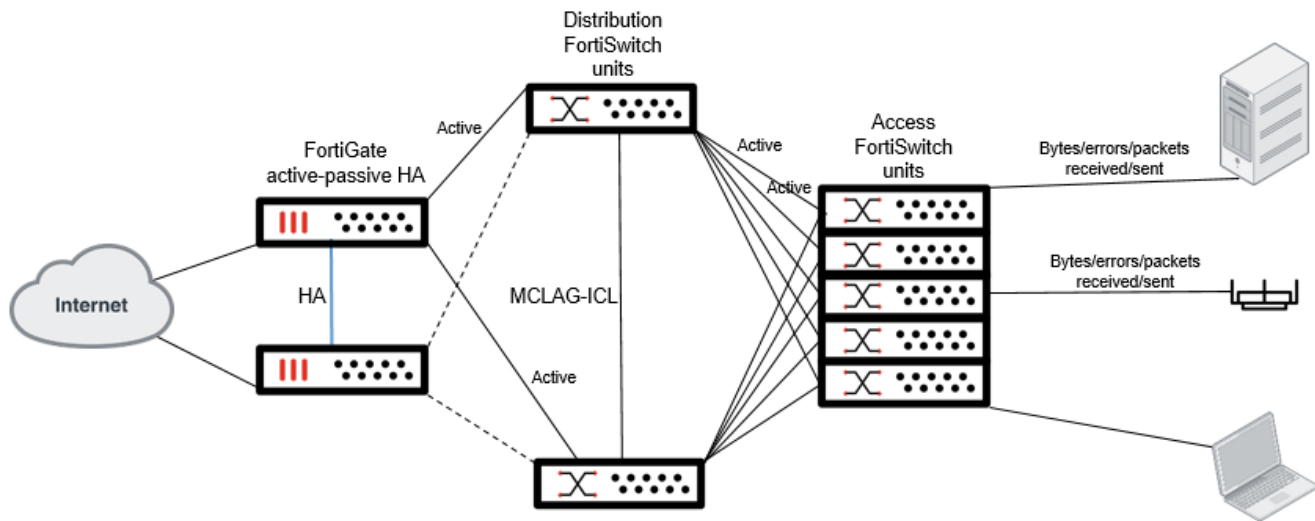 Distribution
FortiSwitch
units
Active
FortiGate
active-passive HA
Active
Active
Access
FortiSwitch
units
Bytes/errors/packets
received/sent
Internet
HA
MCLAG-ICL
Bytes/errors/packets
received/sent
Active